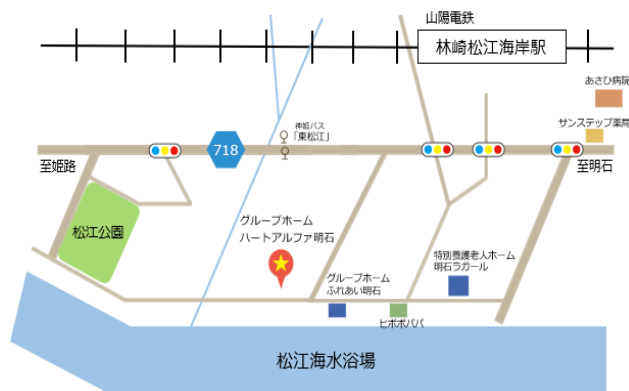 山陽電鉄
林崎松江海岸駅
あさひ病院
サンステップ薬局
神姫バス
「東松江」
718
至姫路
至明石
松江公園
グループホーム
ハートアルファ明石
特別養護老人ホーム
明石ラガール
グループホーム
ふれあい明石
ヒポポパパ
松江海水浴場